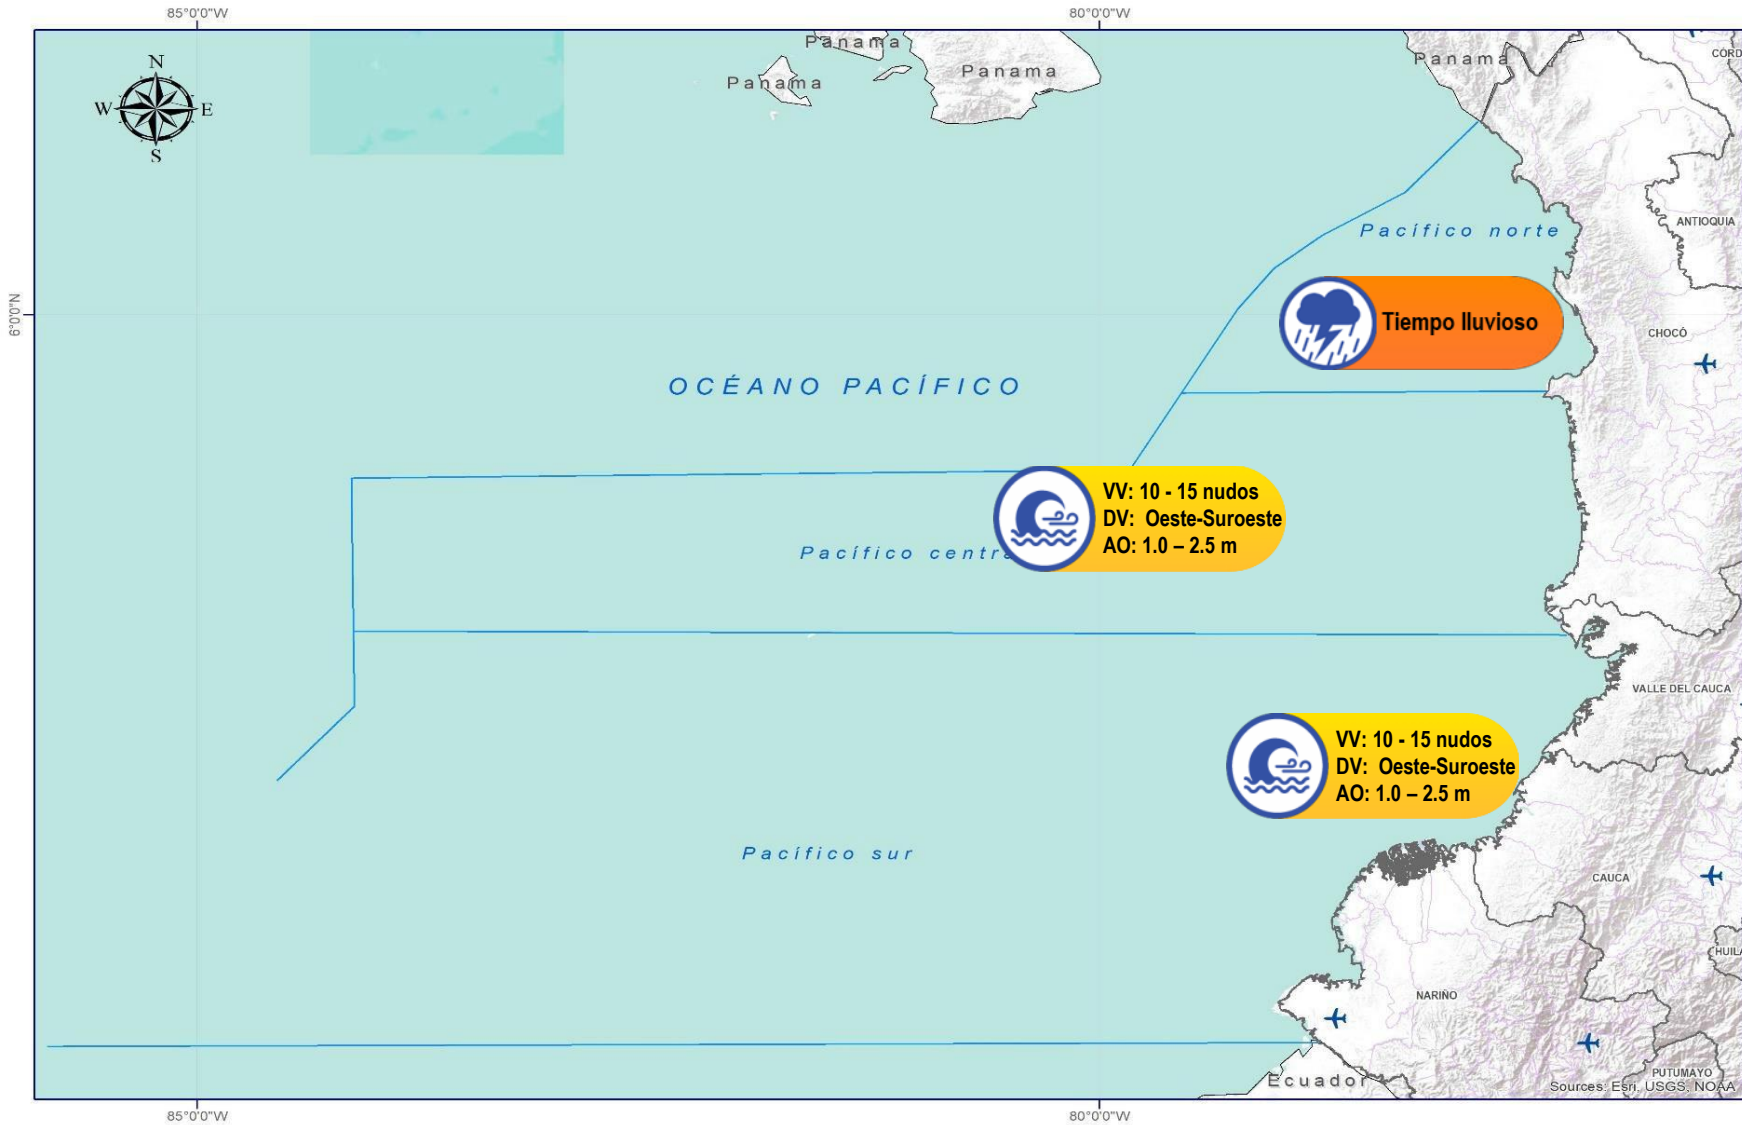 85°0'0"W
80°0'0"W
Panama
Panama
Panama
Panama
N
W
E
S
ANTIOQUIA
Pacífico norte
6°0'0"N
Tiempo lluvioso
CHOCÓ
OCÉANO PACÍFICO
VV: 10 - 15 nudos
DV:  Oeste-Suroeste
AO: 1.0 – 2.5 m
Pacífico centra
VALLE DEL CAUCA
VV: 10 - 15 nudos
DV:  Oeste-Suroeste
AO: 1.0 – 2.5 m
Pacífico sur
CAUCA
HUILA
NARIÑO
PUTUMAYO
Ecuador
Sources: Esri, USGS, NOAA
85°0'0"W
80°0'0"W